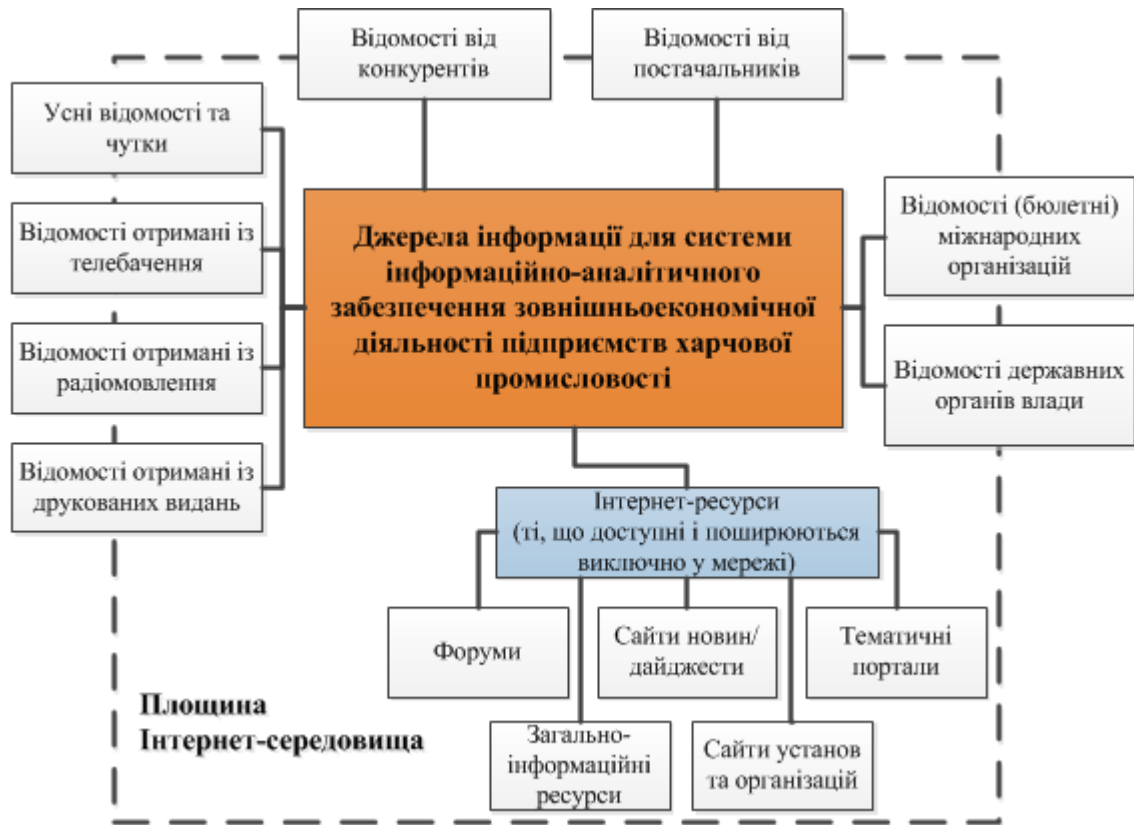 Відомості від
конкурентів
Відомості від
постачальників
Усні відомості та
чутки
Відомості отримані із
телебачення
Відомості отримані із
радіомовлення
Відомості отримані із
друкованих видань
Джерела інформації для системи
інформаційно-аналітичного
забезпечення зовнішньоекономічної
діяльності підприємств харчової
промисловості
Відомості (бюлетні)
міжнародних
організацій
Відомості державних
органів влади
Інтернет-ресурси
(ті, що доступні і поширюються
виключно у мережі)
Форуми
Сайти новин/
дайджести
Тематичні
портали
Загально-
інформаційні
ресурси
Сайти установ
та організацій
Площина
Інтернет-середовища